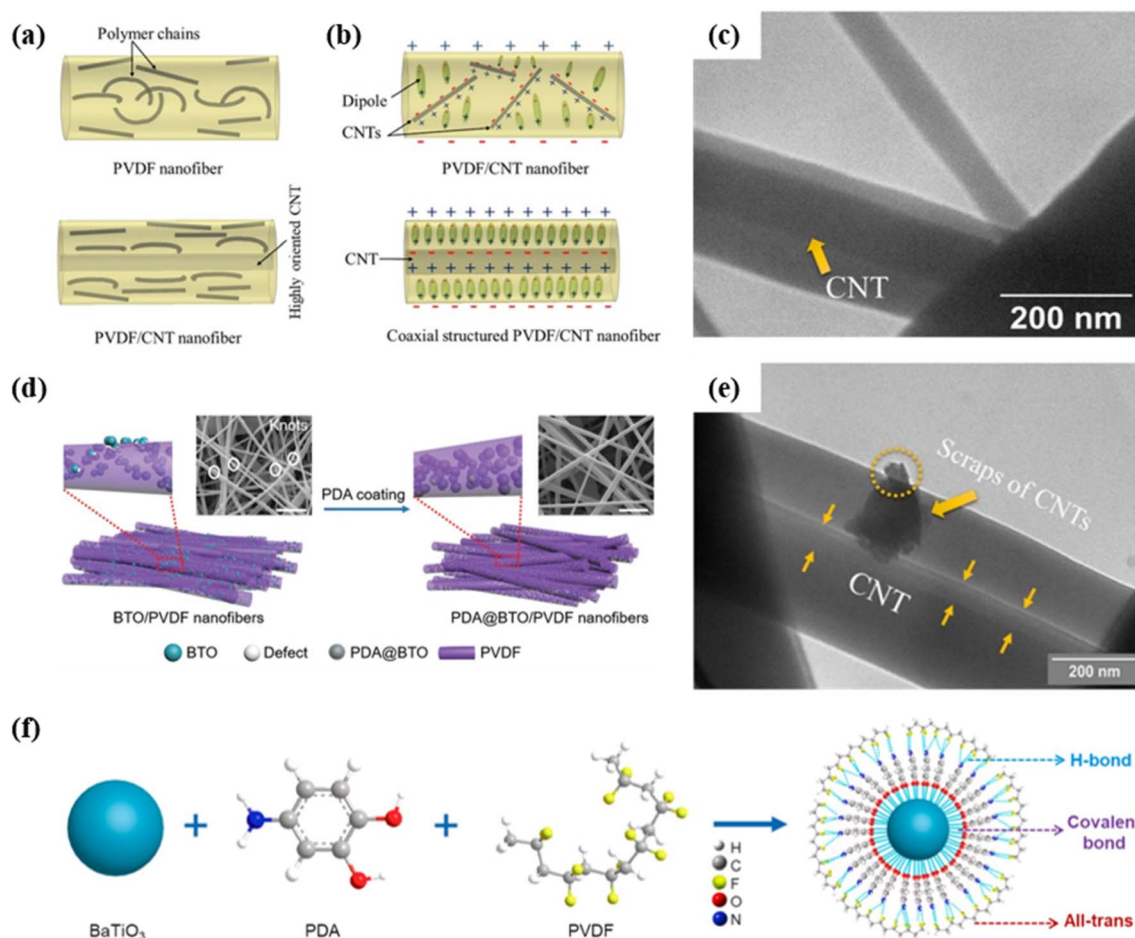 (a)
Polymer chains
PVDF nanofiber
Highly oriented CNT
PVDF/CNT nanofiber
(b)
+ + + + + + +
Dipole
CNTs
PVDF/CNT nanofiber
CNT
Coaxial structured PVDF/CNT nanofiber
(c)
CNT
200 nm
(d)
Knots
PDA coating
BTO/PVDF nanofibers
PDA@BTO/PVDF nanofibers
BTO Defect PDA@BTO PVDF
(e)
Scraps of CNTs
CNT
200 nm
(f)
+ +
H
C
F
O
N
H-bond
Covalen bond
All-trans
BaTiO₃ PDA PVDF